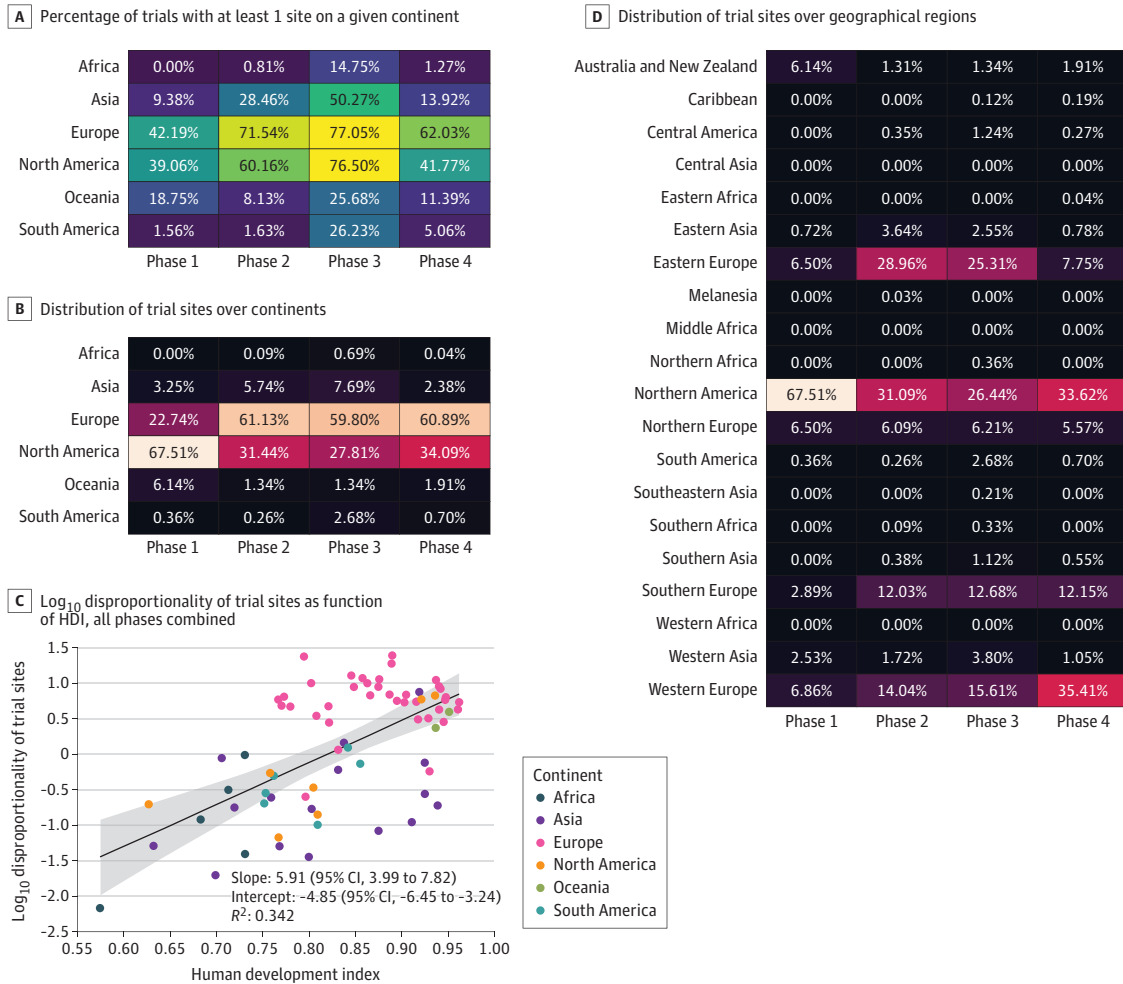 A Percentage of trials with at least 1 site on a given continent
Africa 0.00% 0.81% 14.75% 1.27%
Asia 9.38% 28.46% 50.27% 13.92%
Europe 42.19% 71.54% 77.05% 62.03%
North America 39.06% 60.16% 76.50% 41.77%
Oceania 18.75% 8.13% 25.68% 11.39%
South America 1.56% 1.63% 26.23% 5.06%
Phase 1 Phase 2 Phase 3 Phase 4
B Distribution of trial sites over continents
Africa 0.00% 0.09% 0.69% 0.04%
Asia 3.25% 5.74% 7.69% 2.38%
Europe 22.74% 61.13% 59.80% 60.89%
North America 67.51% 31.44% 27.81% 34.09%
Oceania 6.14% 1.34% 1.34% 1.91%
South America 0.36% 0.26% 2.68% 0.70%
Phase 1 Phase 2 Phase 3 Phase 4
C Log10 disproportionality of trial sites as function
of HDI, all phases combined
Log10 disproportionality of trial sites
1.5
1.0
0.5
0
−0.5
−1.0
−1.5
−2.0
−2.5
Slope: 5.91 (95% CI, 3.99 to 7.82)
Intercept: −4.85 (95% CI, −6.45 to −3.24)
R2: 0.342
0.55 0.60 0.65 0.70 0.75 0.80 0.85 0.90 0.95 1.00
Human development index
Continent
Africa
Asia
Europe
North America
Oceania
South America
D Distribution of trial sites over geographical regions
Australia and New Zealand 6.14% 1.31% 1.34% 1.91%
Caribbean 0.00% 0.00% 0.12% 0.19%
Central America 0.00% 0.35% 1.24% 0.27%
Central Asia 0.00% 0.00% 0.00% 0.00%
Eastern Africa 0.00% 0.00% 0.00% 0.04%
Eastern Asia 0.72% 3.64% 2.55% 0.78%
Eastern Europe 6.50% 28.96% 25.31% 7.75%
Melanesia 0.00% 0.03% 0.00% 0.00%
Middle Africa 0.00% 0.00% 0.00% 0.00%
Northern Africa 0.00% 0.00% 0.36% 0.00%
Northern America 67.51% 31.09% 26.44% 33.62%
Northern Europe 6.50% 6.09% 6.21% 5.57%
South America 0.36% 0.26% 2.68% 0.70%
Southeastern Asia 0.00% 0.00% 0.21% 0.00%
Southern Africa 0.00% 0.09% 0.33% 0.00%
Southern Asia 0.00% 0.38% 1.12% 0.55%
Southern Europe 2.89% 12.03% 12.68% 12.15%
Western Africa 0.00% 0.00% 0.00% 0.00%
Western Asia 2.53% 1.72% 3.80% 1.05%
Western Europe 6.86% 14.04% 15.61% 35.41%
Phase 1 Phase 2 Phase 3 Phase 4